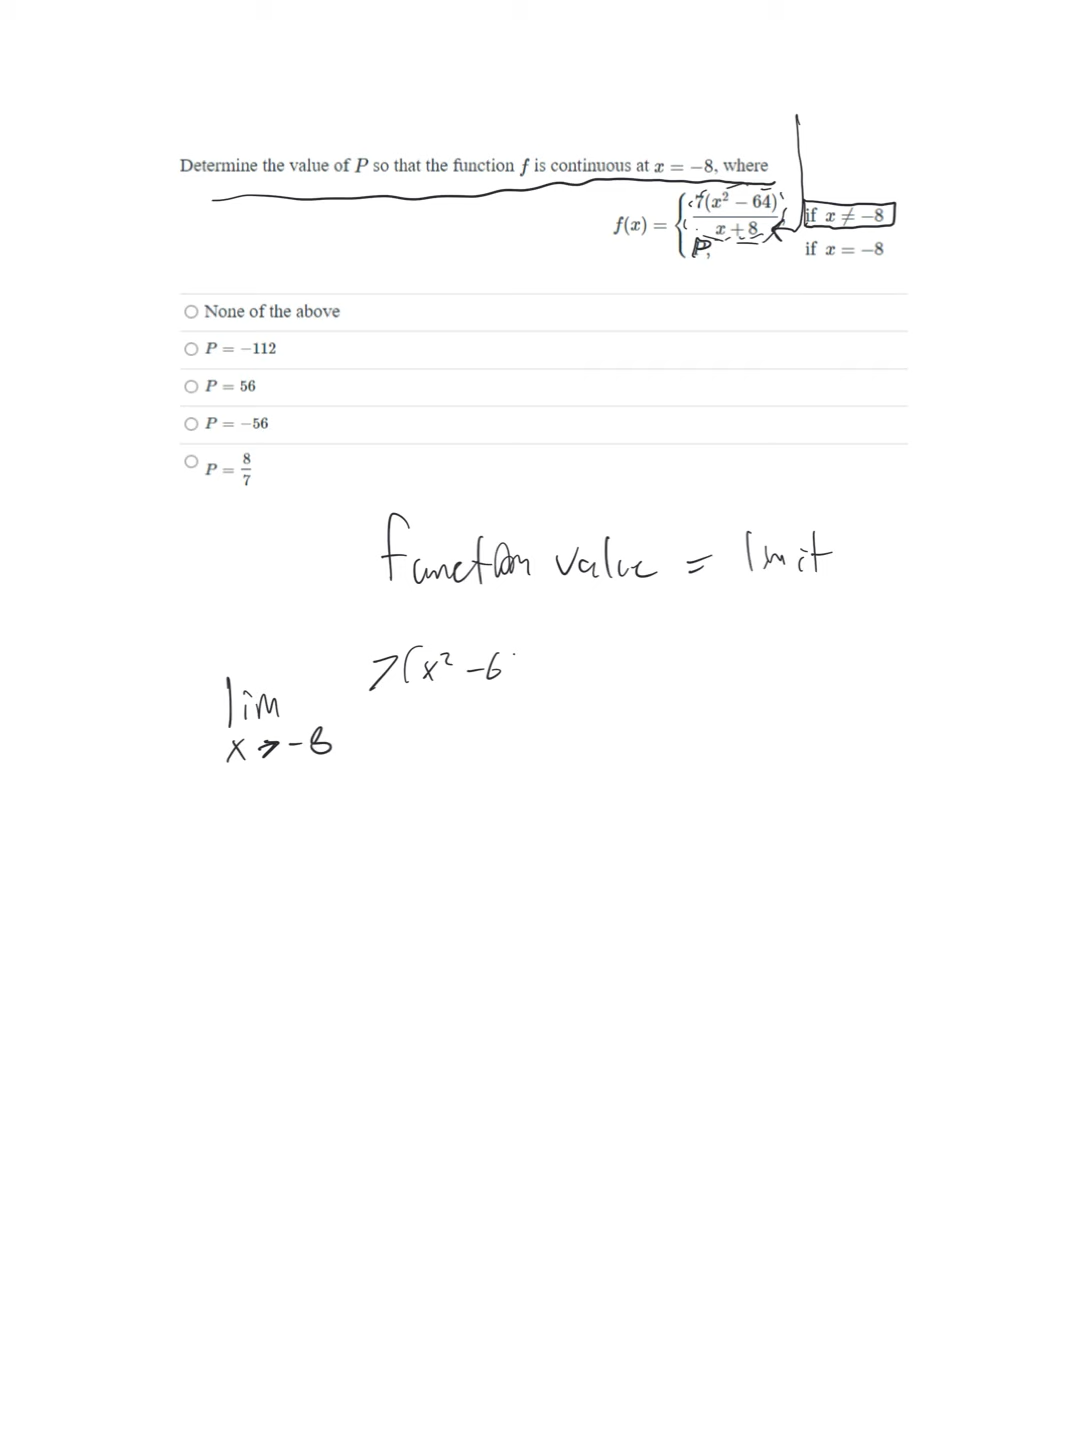 Determine the value of P so that the function f is continuous at x = −8, where
f(x) = { 7(x² − 64) / x + 8 if x ≠ −8
P, if x = −8
None of the above
P = −112
P = 56
P = −56
P = 8/7
function value = limit
lim x→-8 7(x² -6